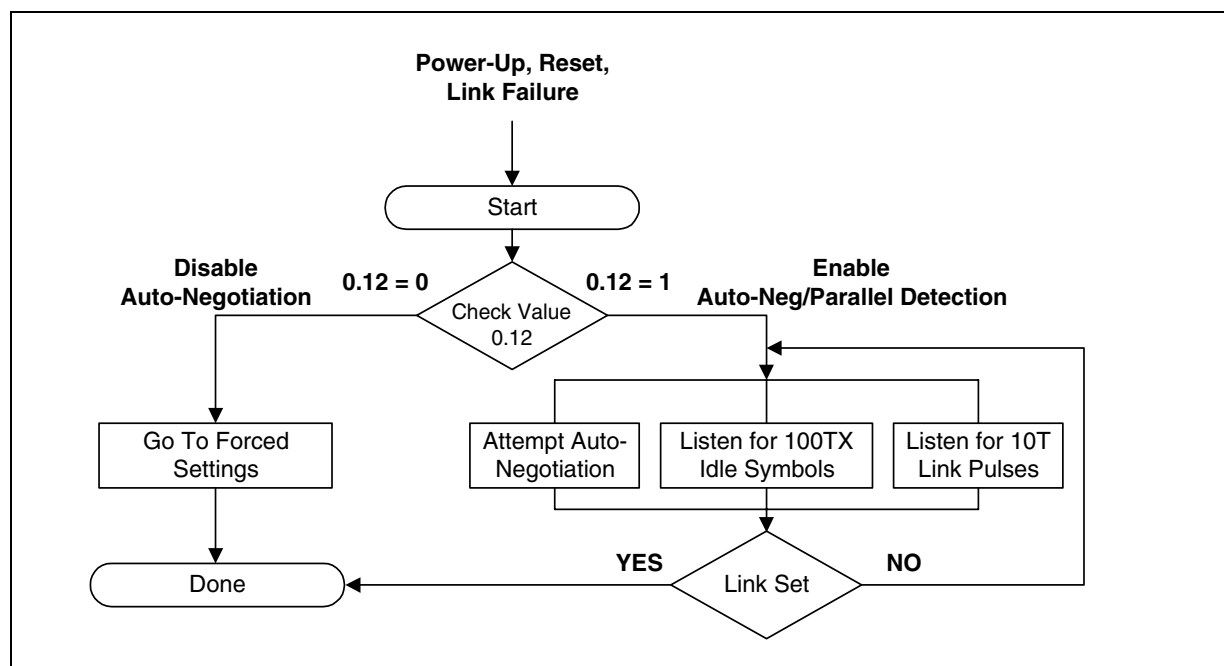 Power-Up, Reset,
Link Failure
Start
Disable
Auto-Negotiation
0.12 = 0
0.12 = 1
Enable
Auto-Neg/Parallel Detection
Check Value
0.12
Go To Forced
Settings
Attempt Auto-
Negotiation
Listen for 100TX
Idle Symbols
Listen for 10T
Link Pulses
YES
NO
Done
Link Set